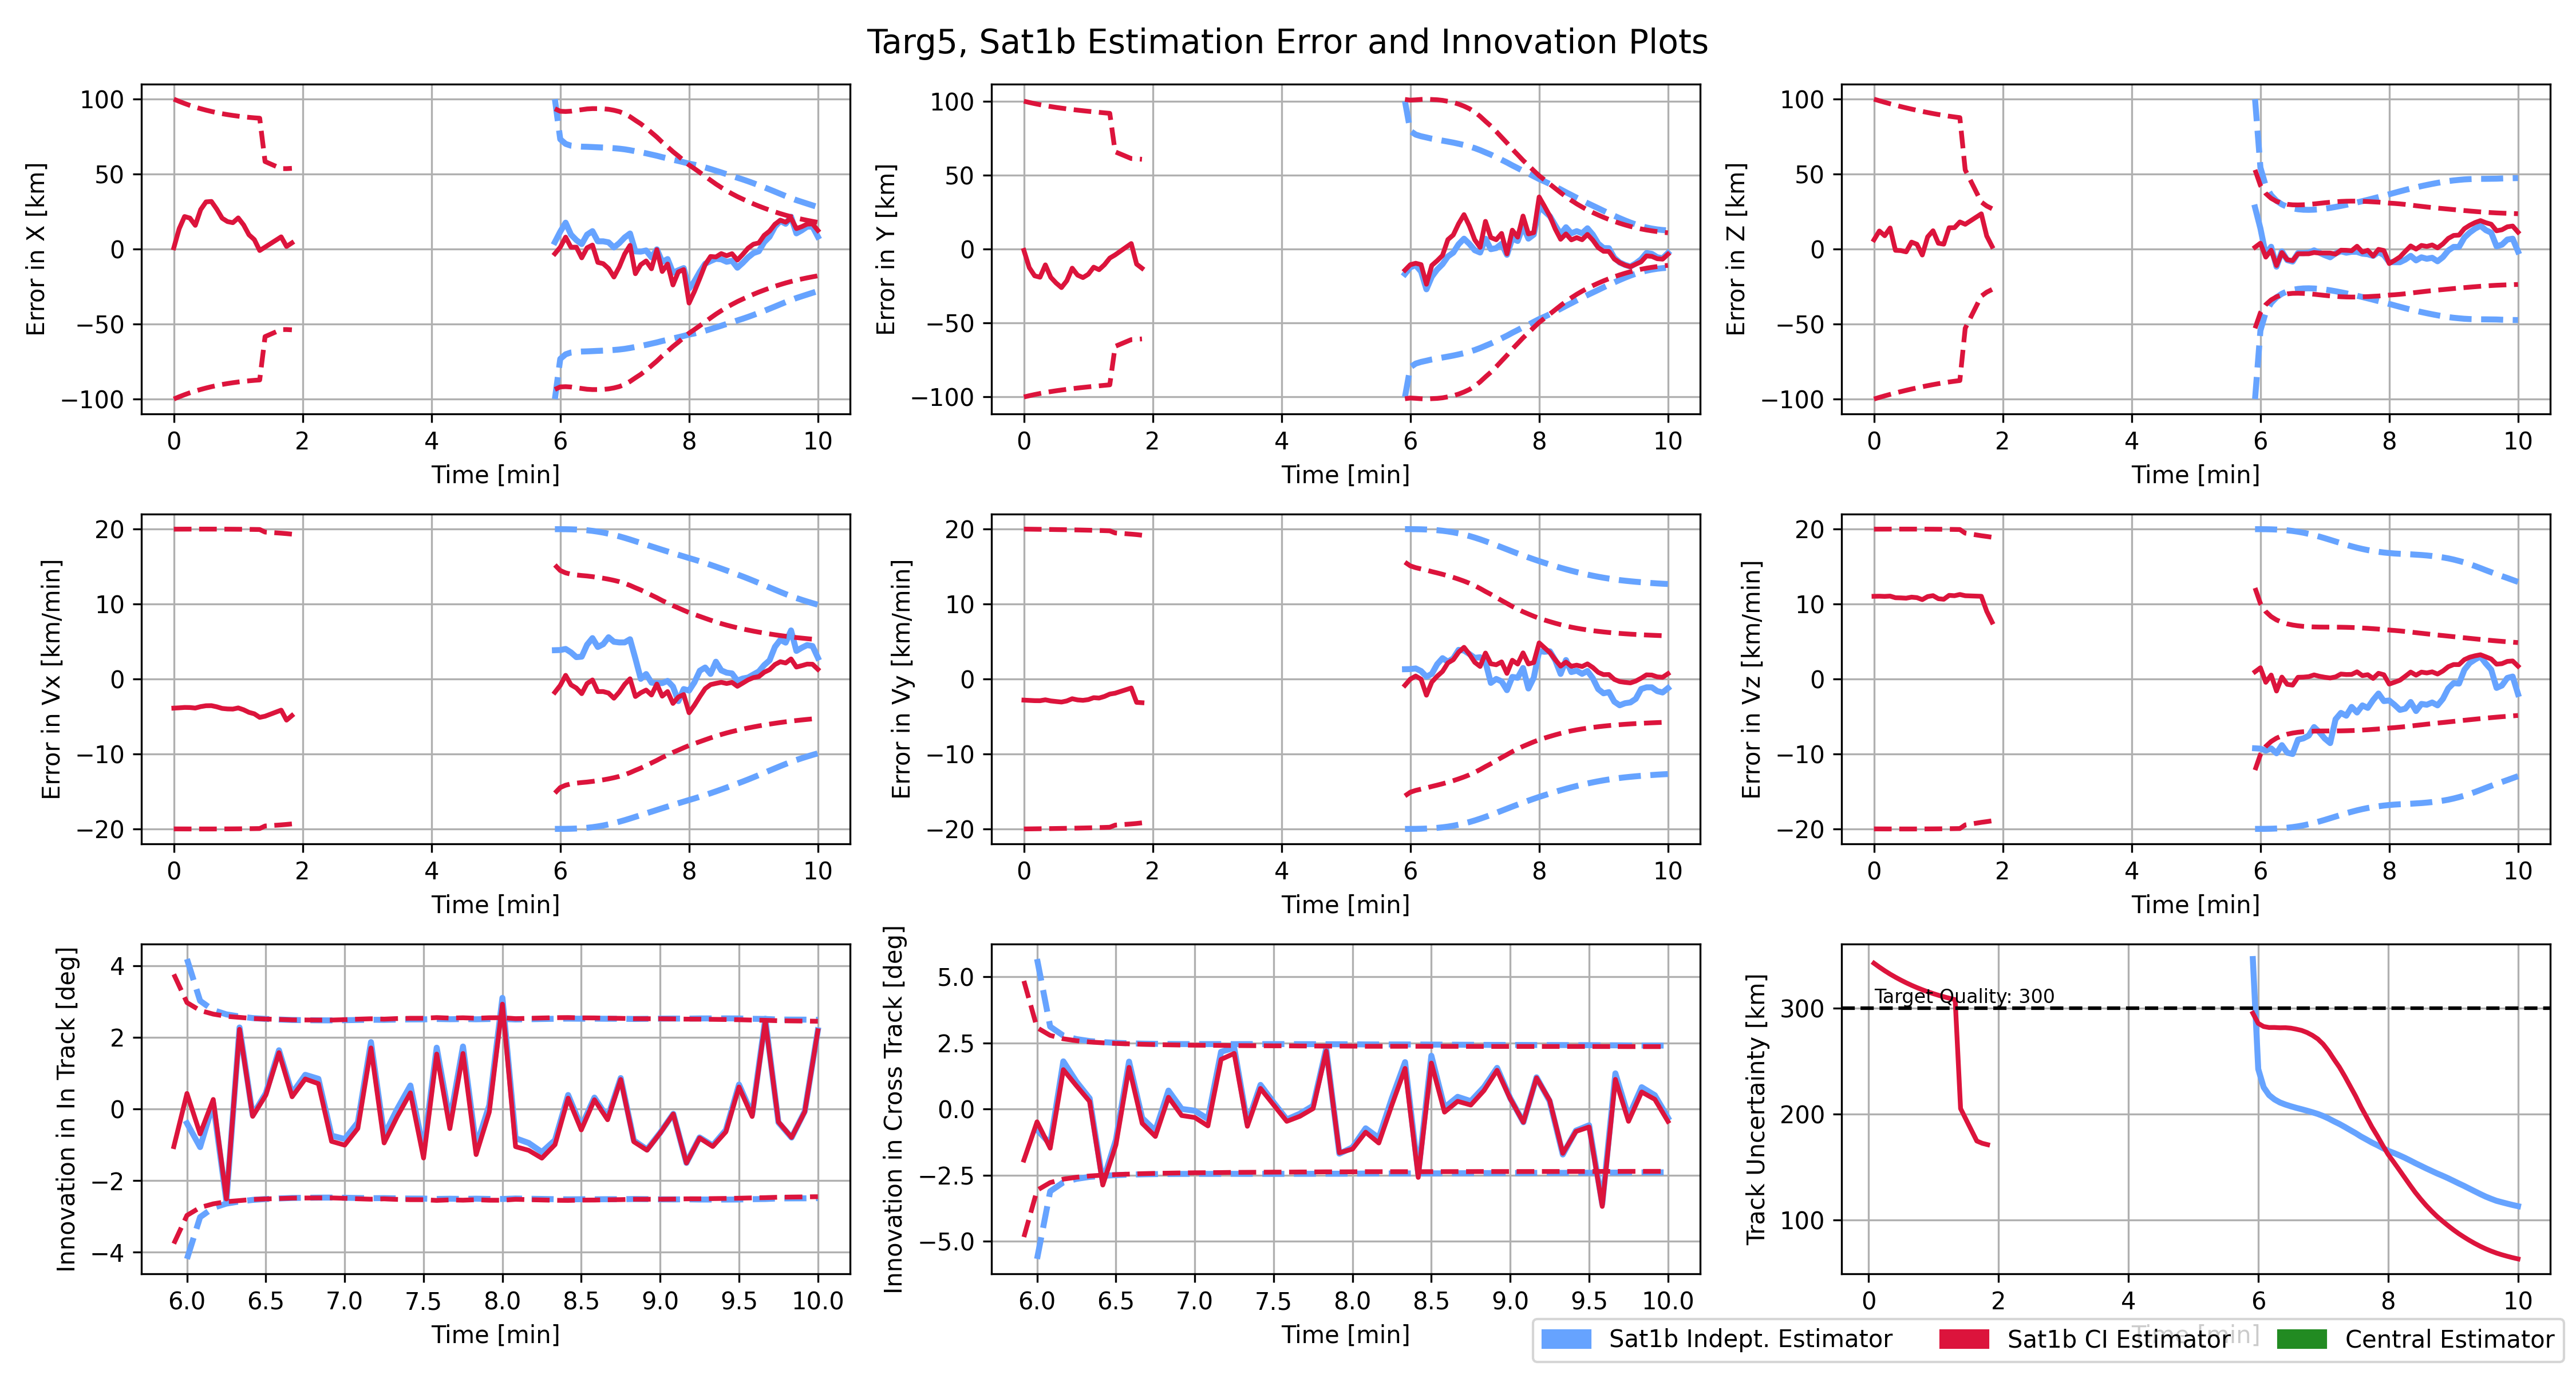 Targ5, Sat1b Estimation Error and Innovation Plots
Error in X [km]
100
50
0
−50
−100
0 2 4 6 8 10
Time [min]
Error in Y [km]
100
50
0
−50
−100
0 2 4 6 8 10
Time [min]
Error in Z [km]
100
50
0
−50
−100
0 2 4 6 8 10
Time [min]
Error in Vx [km/min]
20
10
0
−10
−20
0 2 4 6 8 10
Time [min]
Error in Vy [km/min]
20
10
0
−10
−20
0 2 4 6 8 10
Time [min]
Error in Vz [km/min]
20
10
0
−10
−20
0 2 4 6 8 10
Time [min]
Innovation in In Track [deg]
4
2
0
−2
−4
6.0 6.5 7.0 7.5 8.0 8.5 9.0 9.5 10.0
Time [min]
Innovation in Cross Track [deg]
5.0
2.5
0.0
−2.5
−5.0
6.0 6.5 7.0 7.5 8.0 8.5 9.0 9.5 10.0
Time [min]
Track Uncertainty [km]
300
200
100
Target Quality: 300
0 2 4 6 8 10
Time [min]
Sat1b Indept. Estimator
Sat1b CI Estimator
Central Estimator